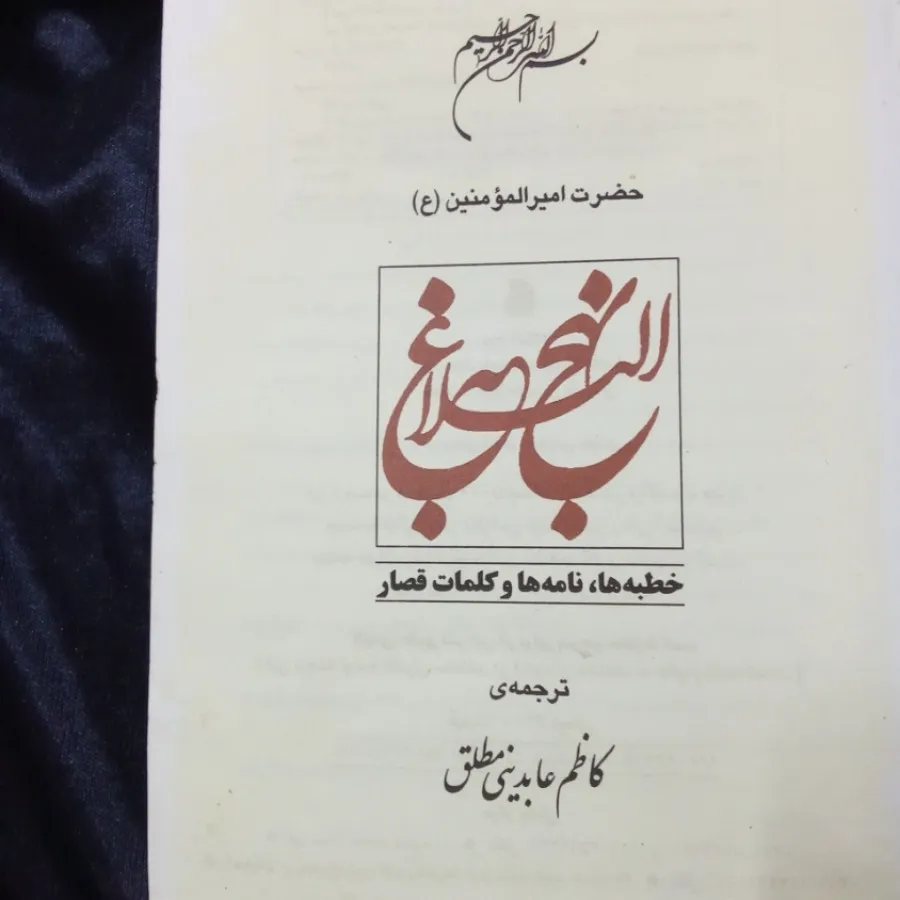 بسم الله الرحمن الرحیم
حضرت امیرالمؤمنین (ع)
نهج البلاغه
خطبه‌ها، نامه‌ها و کلمات قصار
ترجمه‌ی
کاظم عابدینی مطلق